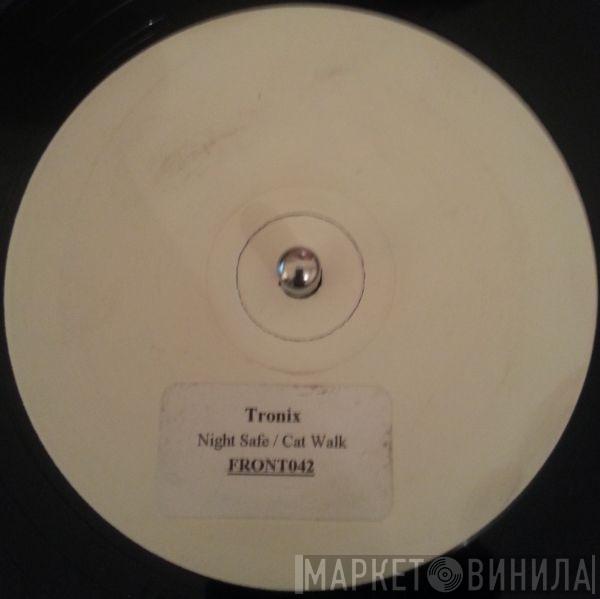 Tronix
Night Safe / Cat Walk
FRONT042
МАРКЕТ ВИНИЛА